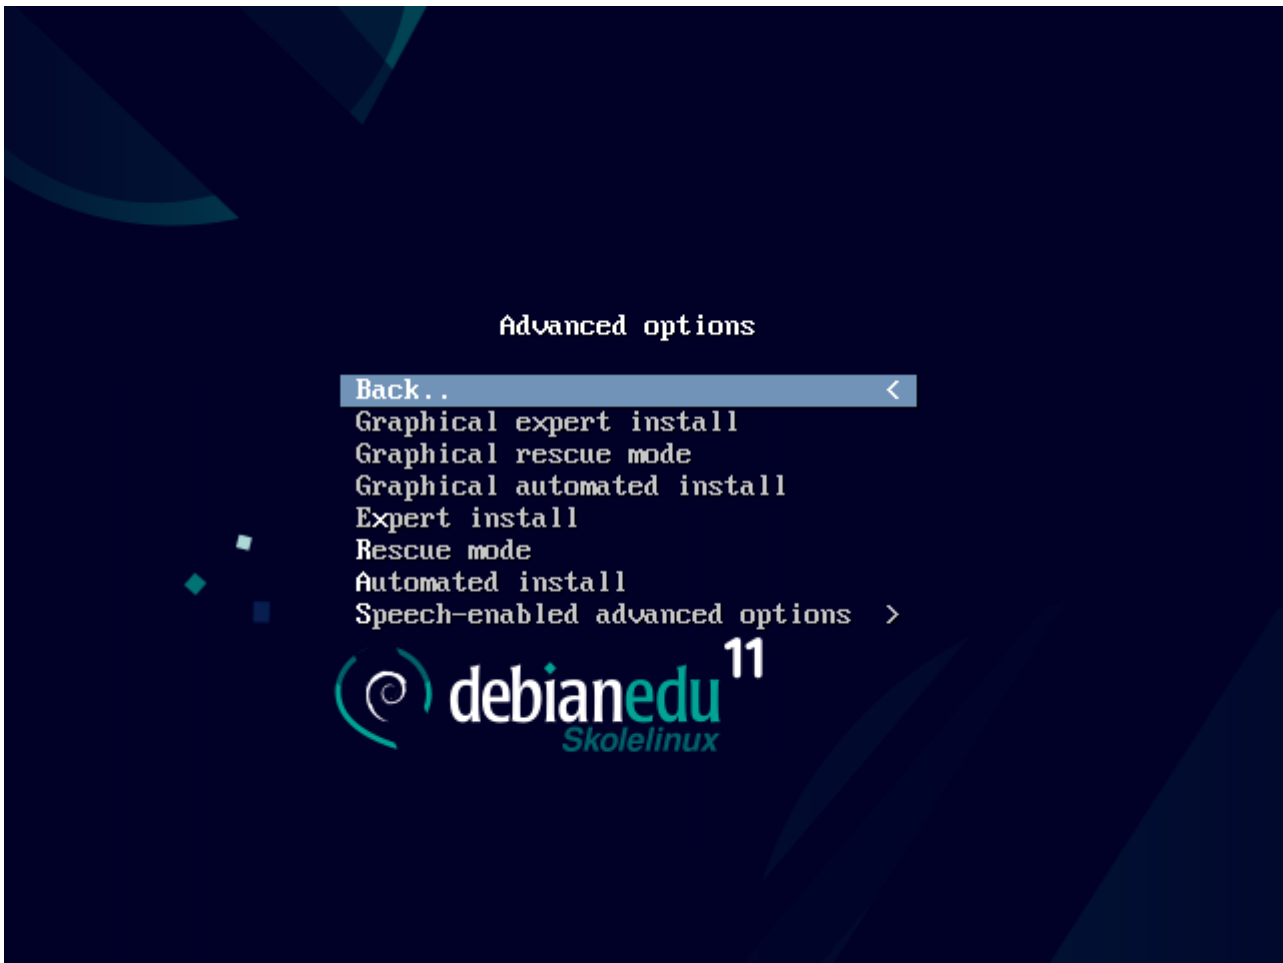 Advanced options
Back.. <
Graphical expert install
Graphical rescue mode
Graphical automated install
Expert install
Rescue mode
Automated install
Speech-enabled advanced options >
debianedu 11
Skolelinux